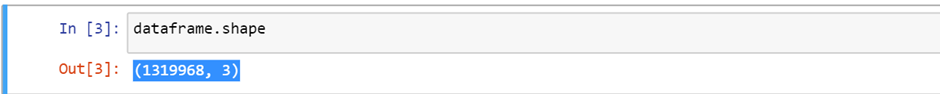 In [3]: dataframe.shape
Out[3]: (1319968, 3)